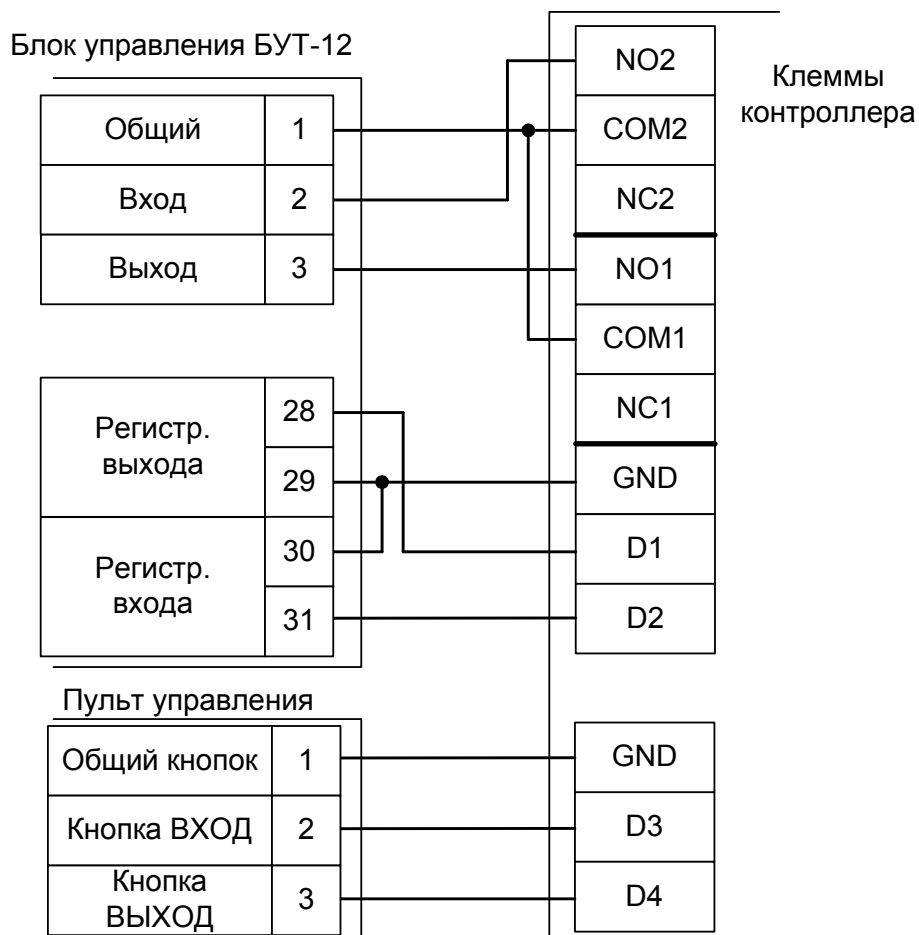 Блок управления БУТ-12
Общий 1
Вход 2
Выход 3
Регистр.
выхода
28
29
Регистр.
входа
30
31
Пульт управления
Общий кнопок 1
Кнопка ВХОД 2
Кнопка
ВЫХОД
3
Клеммы
контроллера
NO2
COM2
NC2
NO1
COM1
NC1
GND
D1
D2
GND
D3
D4